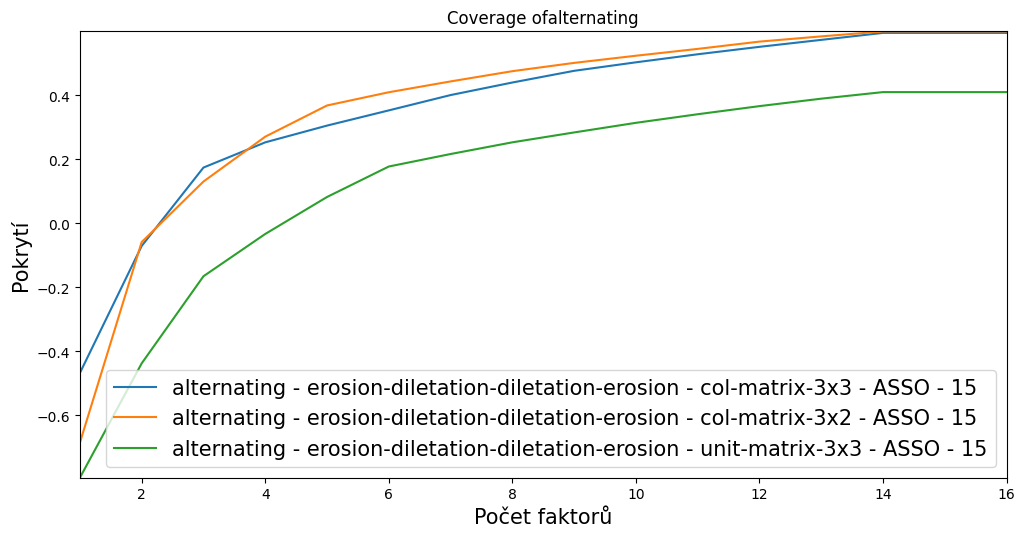 Coverage ofalternating
Pokrytí
0.4
0.2
0.0
−0.2
−0.4
−0.6
alternating - erosion-diletation-diletation-erosion - col-matrix-3x3 - ASSO - 15
alternating - erosion-diletation-diletation-erosion - col-matrix-3x2 - ASSO - 15
alternating - erosion-diletation-diletation-erosion - unit-matrix-3x3 - ASSO - 15
2 4 6 8 10 12 14 16
Počet faktorů